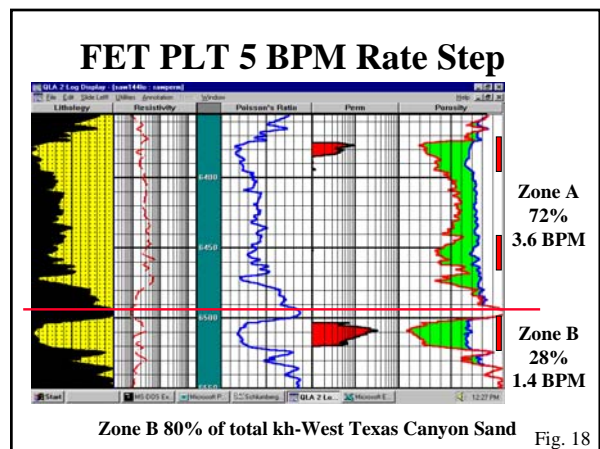 FET PLT 5 BPM Rate Step
QLA 2 Log Display - [saw144lo : sawperm]
File Edit Slide Left! Utilities Annotation Window Help
Lithology Resistivity Poisson's Ratio Perm Porosity
6400
6450
6500
Zone A
72%
3.6 BPM
Zone B
28%
1.4 BPM
Start MS-DOS Ex... Microsoft P... Schlumberg... QLA 2 Lo... Microsoft E... 12:27 PM
Zone B 80% of total kh-West Texas Canyon Sand
Fig. 18